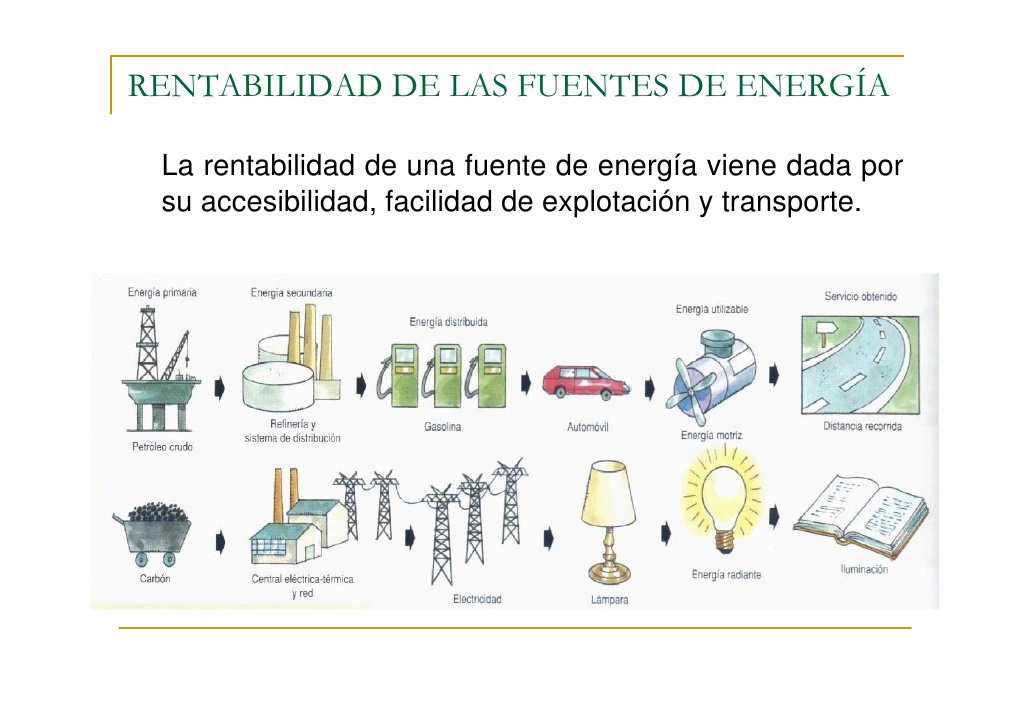 RENTABILIDAD DE LAS FUENTES DE ENERGÍA
La rentabilidad de una fuente de energía viene dada por
su accesibilidad, facilidad de explotación y transporte.
Energía primaria
Energía secundaria
Energía distribuida
Energía utilizable
Servicio obtenido
Petróleo crudo
Refinería y
sistema de distribución
Gasolina
Automóvil
Energía motriz
Distancia recorrida
Carbón
Central eléctrica-térmica
y red
Electricidad
Lámpara
Energía radiante
Iluminación